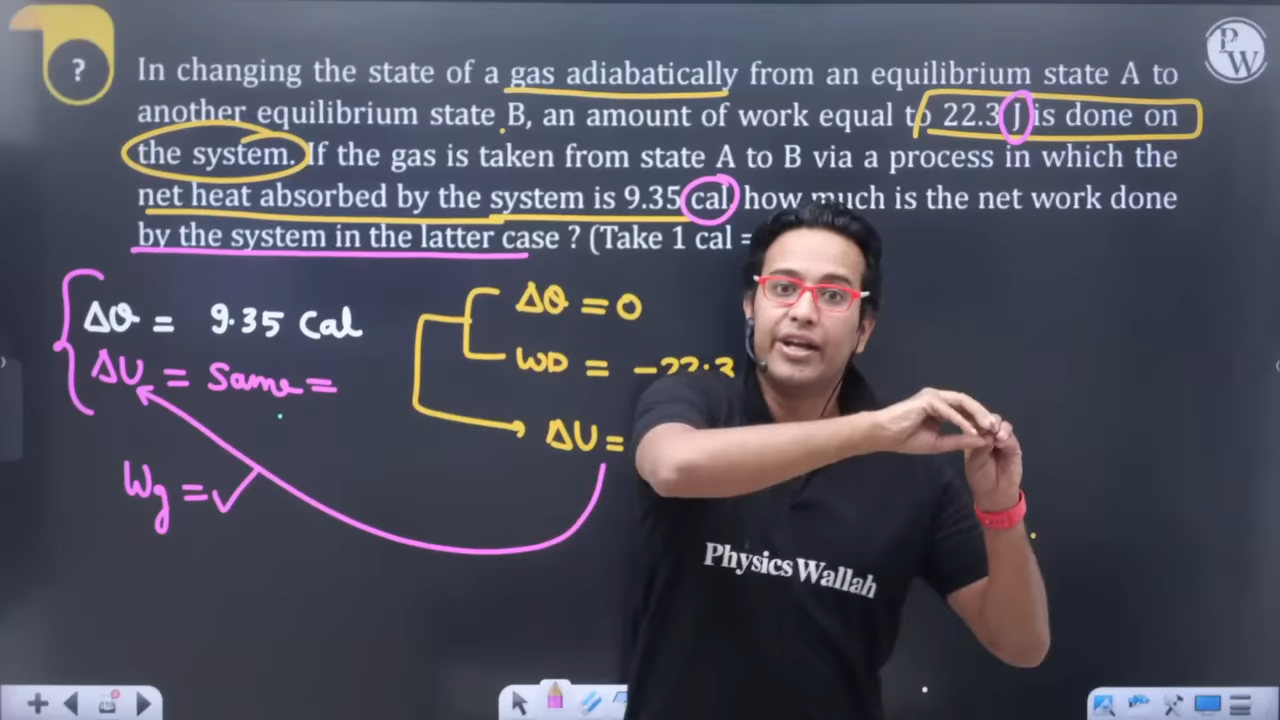 ?
In changing the state of a gas adiabatically from an equilibrium state A to
another equilibrium state B, an amount of work equal to 22.3 J is done on
the system. If the gas is taken from state A to B via a process in which the
net heat absorbed by the system is 9.35 cal, how much is the net work done
by the system in the latter case ? (Take 1 cal =
PW
ΔQ = 9.35 Cal
ΔU = Same =
Wg =
ΔQ = 0
WD = -22.3
ΔU =
Physics Wallah